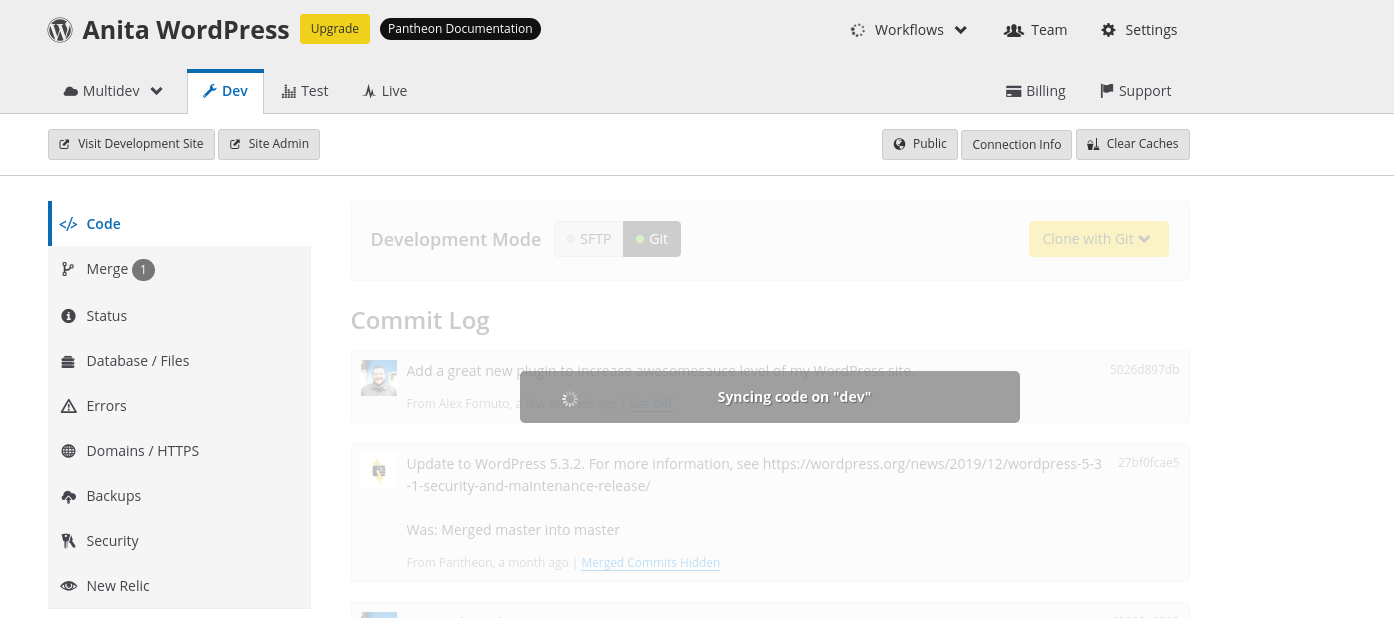 Anita WordPress
Upgrade
Pantheon Documentation
Workflows
Team
Settings
Multidev
Dev
Test
Live
Billing
Support
Visit Development Site
Site Admin
Public
Connection Info
Clear Caches
</> Code
Merge 1
Status
Database / Files
Errors
Domains / HTTPS
Backups
Security
New Relic
Development Mode
SFTP
Git
Clone with Git
Commit Log
Add a great new plugin to increase awesomesauce level of my WordPress site.
5026d897db
Syncing code on "dev"
From Alex Fornuto, a few seconds ago | See Diff
Update to WordPress 5.3.2. For more information, see https://wordpress.org/news/2019/12/wordpress-5-3
27bf0fcae5
-1-security-and-maintenance-release/
Was: Merged master into master
From Pantheon, a month ago | Merged Commits Hidden